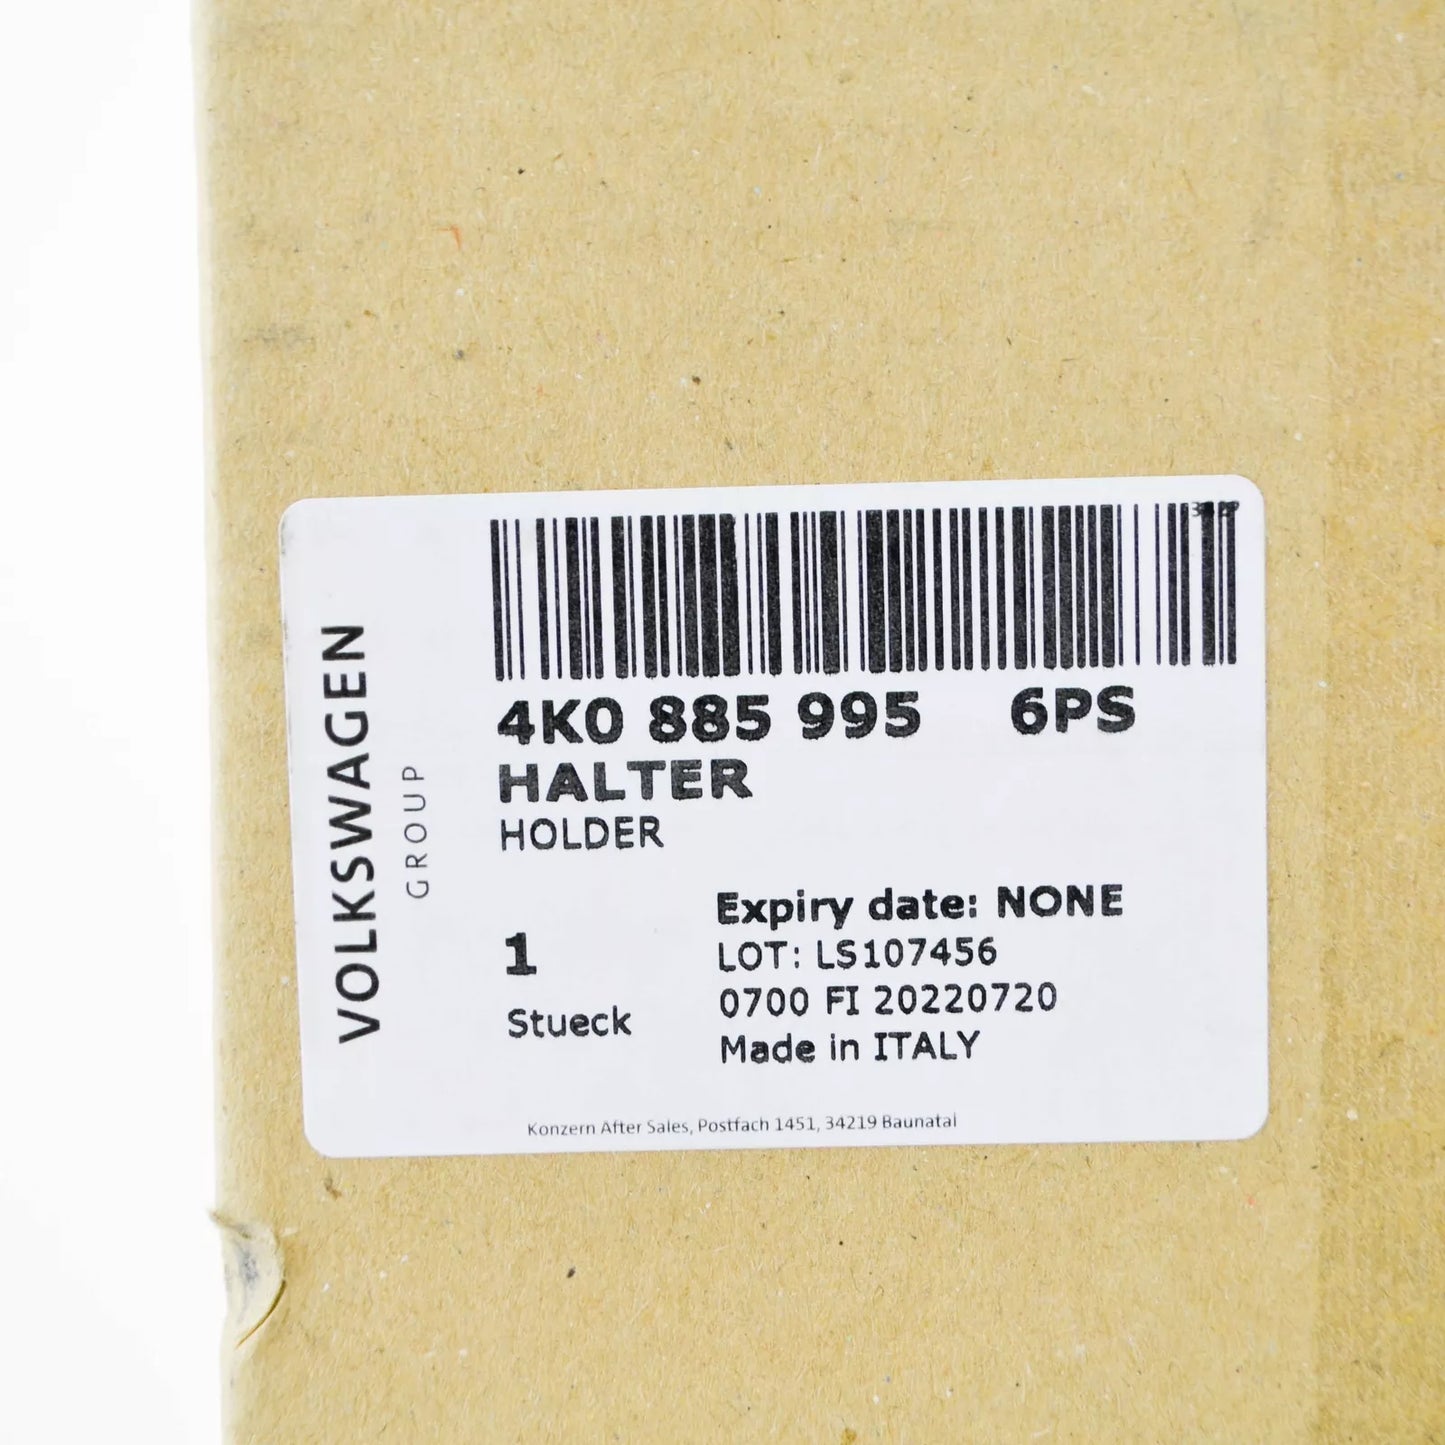 VOLKSWAGEN
GROUP
4K0 885 995 6PS
HALTER
HOLDER
1
Stueck
Expiry date: NONE
LOT: LS107456
0700 FI 20220720
Made in ITALY
Konzern After Sales, Postfach 1451, 34219 Baunatal